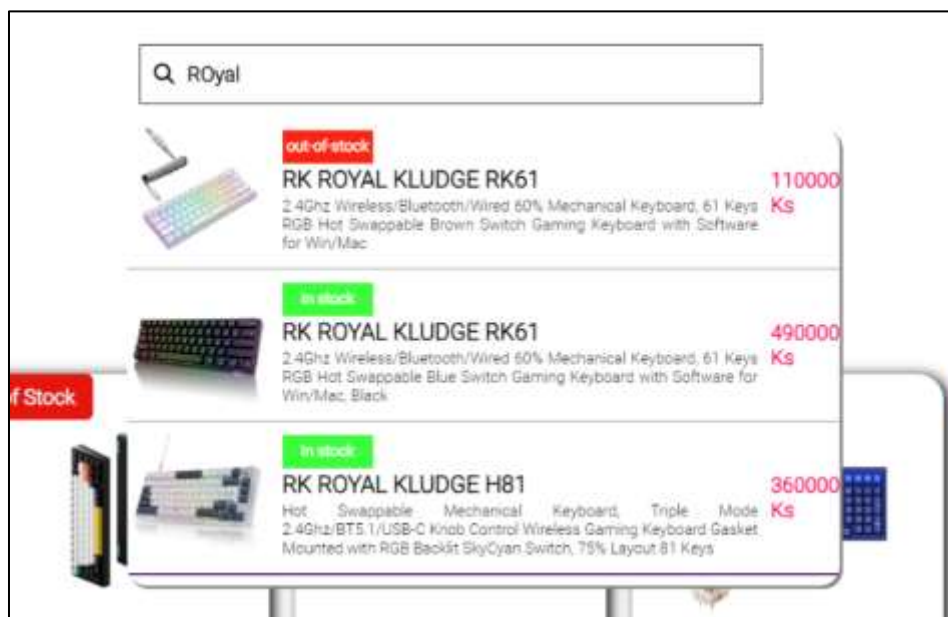 ROyal
out-of-stock
RK ROYAL KLUDGE RK61
110000
2.4Ghz Wireless/Bluetooth/Wired 60% Mechanical Keyboard, 61 Keys
Ks
RGB Hot Swappable Brown Switch Gaming Keyboard with Software
for Win/Mac
In stock
RK ROYAL KLUDGE RK61
490000
2.4Ghz Wireless/Bluetooth/Wired 60% Mechanical Keyboard, 61 Keys
Ks
RGB Hot Swappable Blue Switch Gaming Keyboard with Software for
Win/Mac, Black
of Stock
In stock
RK ROYAL KLUDGE H81
360000
Hot Swappable Mechanical Keyboard, Triple Mode
Ks
2.4Ghz/BT5.1/USB-C Knob Control Wireless Gaming Keyboard Gasket
Mounted with RGB Backlit SkyCyan Switch, 75% Layout 81 Keys